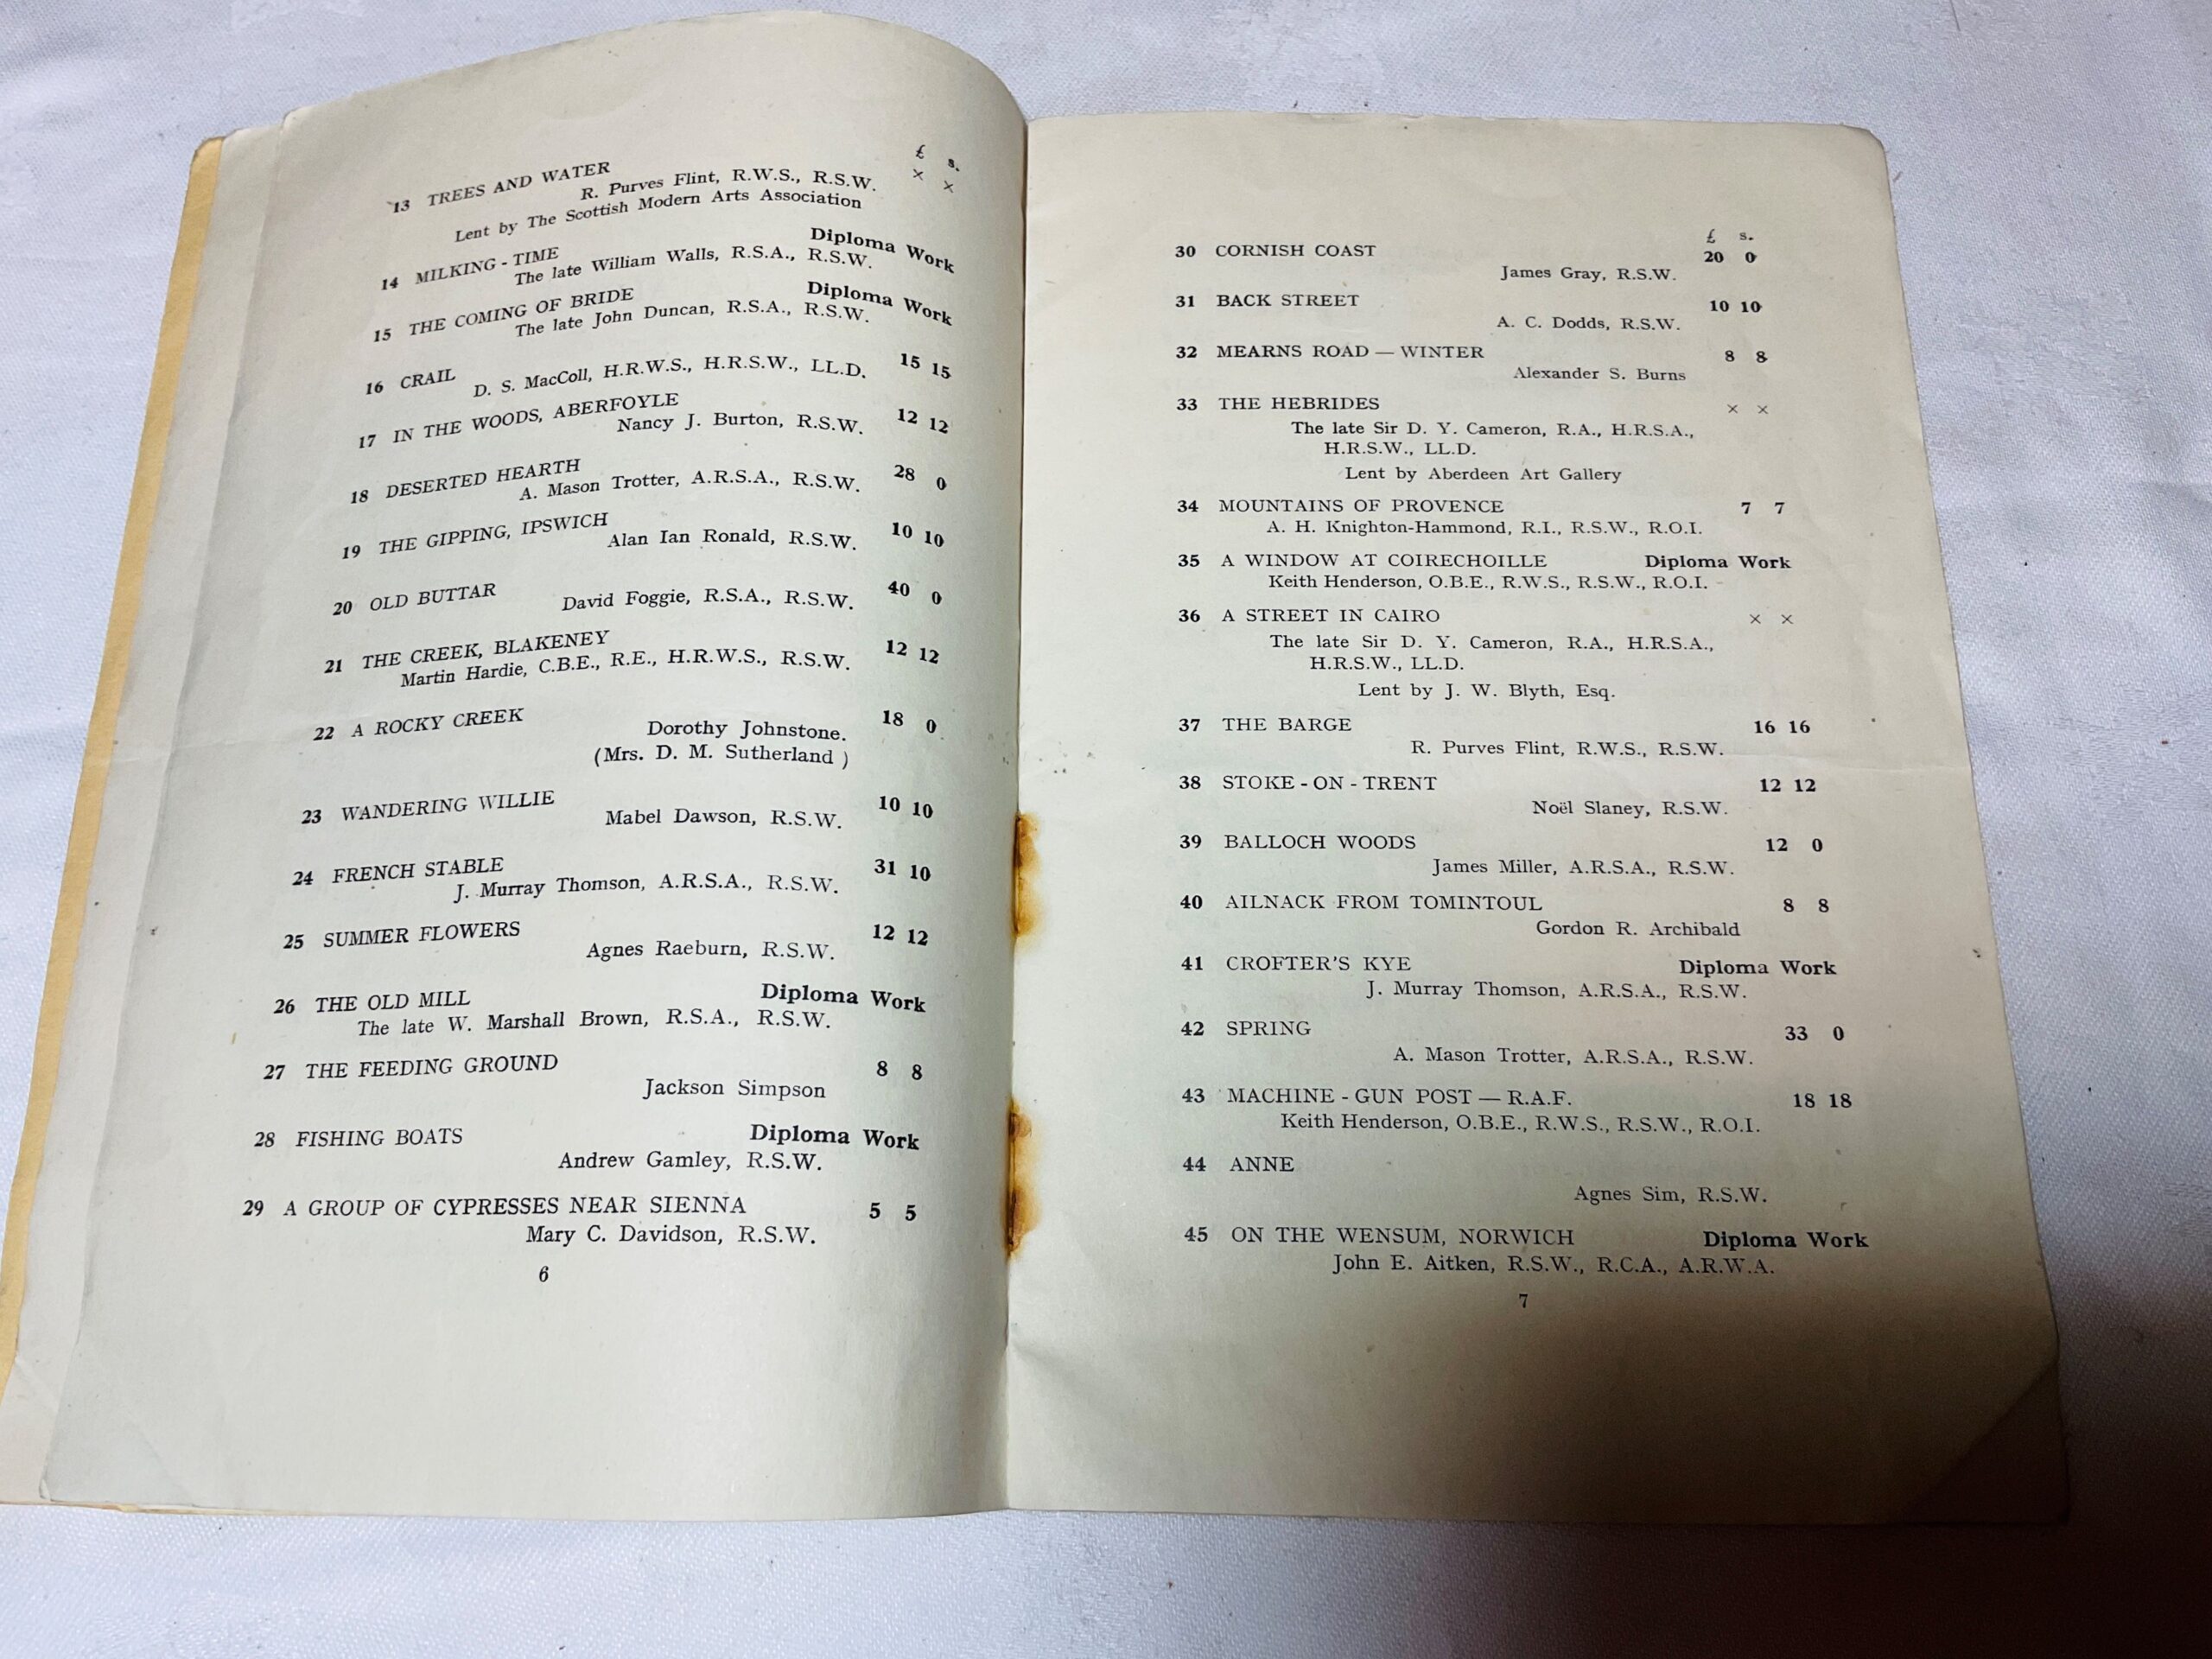 £ s.
13 TREES AND WATER × ×
R. Purves Flint, R.W.S., R.S.W.
Lent by The Scottish Modern Arts Association
14 MILKING - TIME Diploma Work
The late William Walls, R.S.A., R.S.W.
15 THE COMING OF BRIDE Diploma Work
The late John Duncan, R.S.A., R.S.W.
16 CRAIL 15 15
D. S. MacColl, H.R.W.S., H.R.S.W., LL.D.
17 IN THE WOODS, ABERFOYLE 12 12
Nancy J. Burton, R.S.W.
18 DESERTED HEARTH 28 0
A. Mason Trotter, A.R.S.A., R.S.W.
19 THE GIPPING, IPSWICH 10 10
Alan Ian Ronald, R.S.W.
20 OLD BUTTAR 40 0
David Foggie, R.S.A., R.S.W.
21 THE CREEK, BLAKENEY 12 12
Martin Hardie, C.B.E., R.E., H.R.W.S., R.S.W.
22 A ROCKY CREEK 18 0
Dorothy Johnstone.
(Mrs. D. M. Sutherland )
23 WANDERING WILLIE 10 10
Mabel Dawson, R.S.W.
24 FRENCH STABLE 31 10
J. Murray Thomson, A.R.S.A., R.S.W.
25 SUMMER FLOWERS 12 12
Agnes Raeburn, R.S.W.
26 THE OLD MILL Diploma Work
The late W. Marshall Brown, R.S.A., R.S.W.
27 THE FEEDING GROUND 8 8
Jackson Simpson
28 FISHING BOATS Diploma Work
Andrew Gamley, R.S.W.
29 A GROUP OF CYPRESSES NEAR SIENNA 5 5
Mary C. Davidson, R.S.W.
6
£ s.
30 CORNISH COAST 20 0
James Gray, R.S.W.
31 BACK STREET 10 10
A. C. Dodds, R.S.W.
32 MEARNS ROAD — WINTER 8 8
Alexander S. Burns
33 THE HEBRIDES × ×
The late Sir D. Y. Cameron, R.A., H.R.S.A.,
H.R.S.W., LL.D.
Lent by Aberdeen Art Gallery
34 MOUNTAINS OF PROVENCE 7 7
A. H. Knighton-Hammond, R.I., R.S.W., R.O.I.
35 A WINDOW AT COIRECHOILLE Diploma Work
Keith Henderson, O.B.E., R.W.S., R.S.W., R.O.I.
36 A STREET IN CAIRO × ×
The late Sir D. Y. Cameron, R.A., H.R.S.A.,
H.R.S.W., LL.D.
Lent by J. W. Blyth, Esq.
37 THE BARGE 16 16
R. Purves Flint, R.W.S., R.S.W.
38 STOKE - ON - TRENT 12 12
Noël Slaney, R.S.W.
39 BALLOCH WOODS 12 0
James Miller, A.R.S.A., R.S.W.
40 AILNACK FROM TOMINTOUL 8 8
Gordon R. Archibald
41 CROFTER'S KYE Diploma Work
J. Murray Thomson, A.R.S.A., R.S.W.
42 SPRING 33 0
A. Mason Trotter, A.R.S.A., R.S.W.
43 MACHINE - GUN POST — R.A.F. 18 18
Keith Henderson, O.B.E., R.W.S., R.S.W., R.O.I.
44 ANNE
Agnes Sim, R.S.W.
45 ON THE WENSUM, NORWICH Diploma Work
John E. Aitken, R.S.W., R.C.A., A.R.W.A.
7